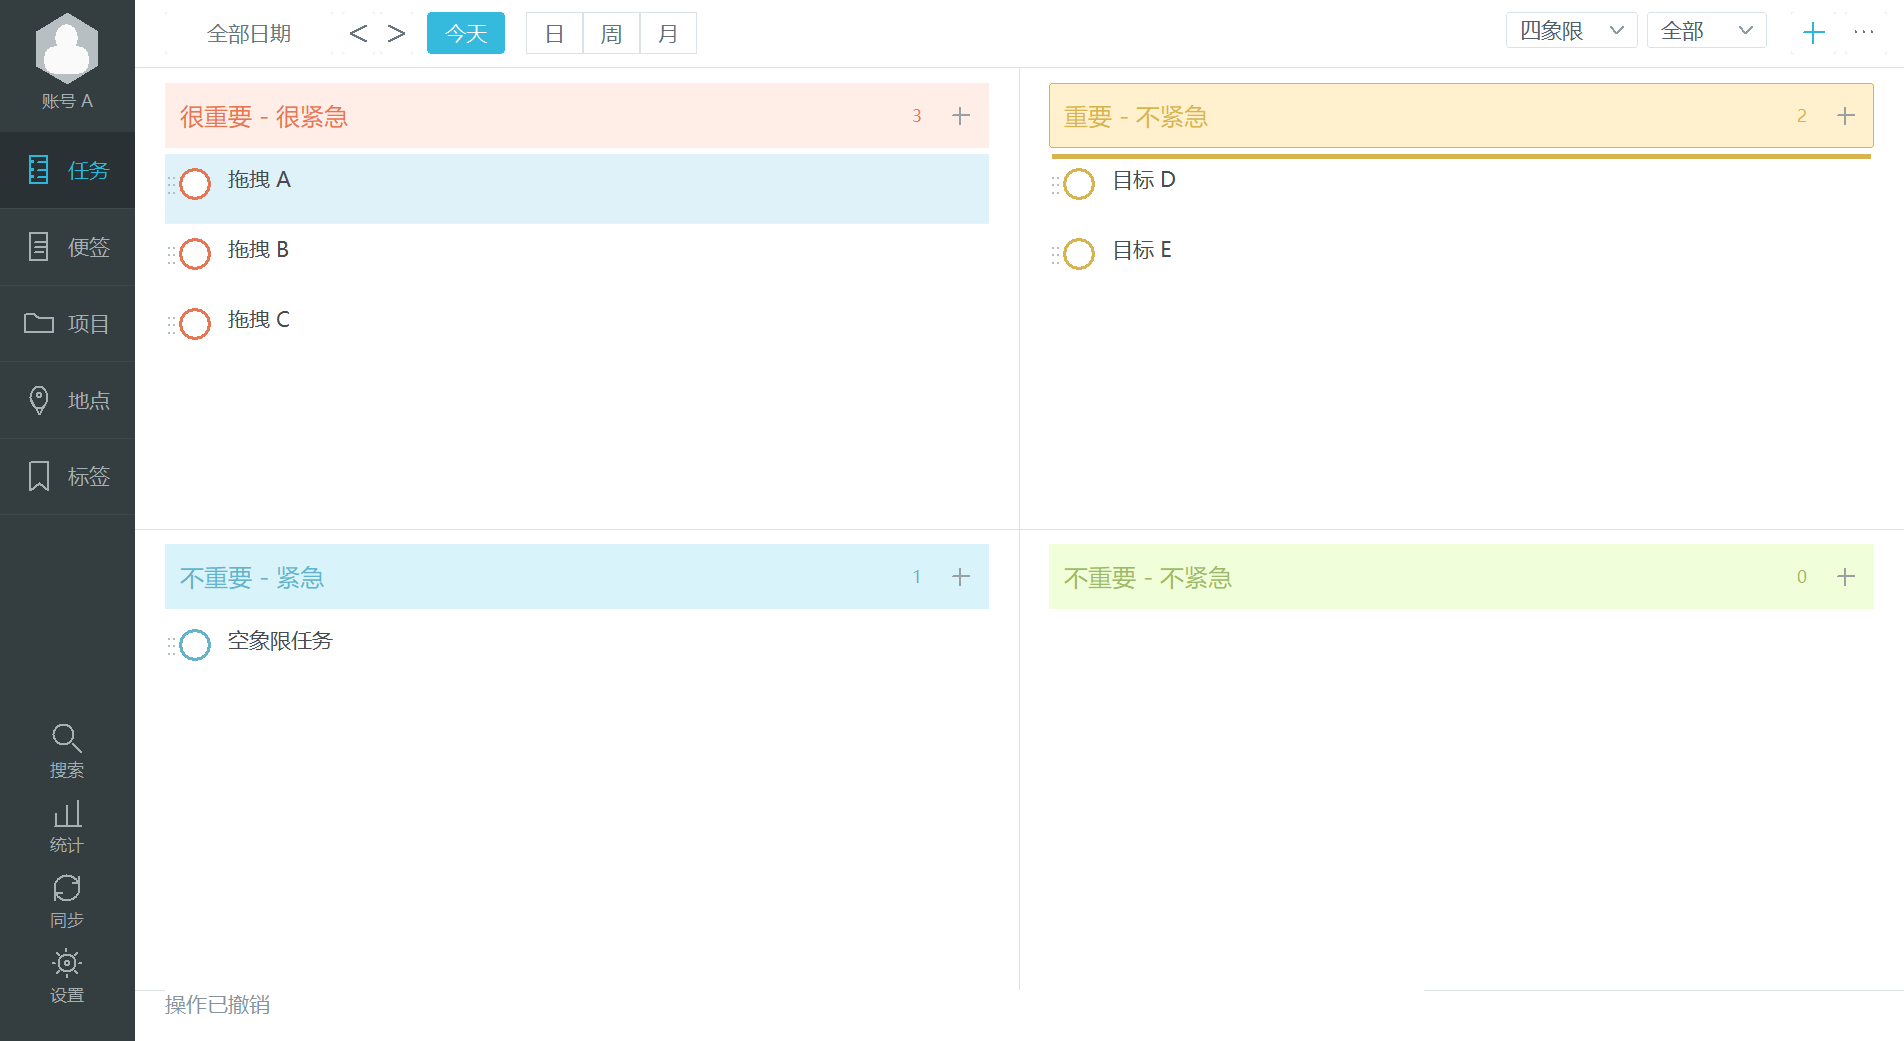 账号 A
任务
便签
项目
地点
标签
搜索
统计
同步
设置
全部日期
< >
今天
日 周 月
四象限
全部
+ ...
很重要 - 很紧急 3 +
拖拽 A
拖拽 B
拖拽 C
重要 - 不紧急 2 +
目标 D
目标 E
不重要 - 紧急 1 +
空象限任务
不重要 - 不紧急 0 +
操作已撤销